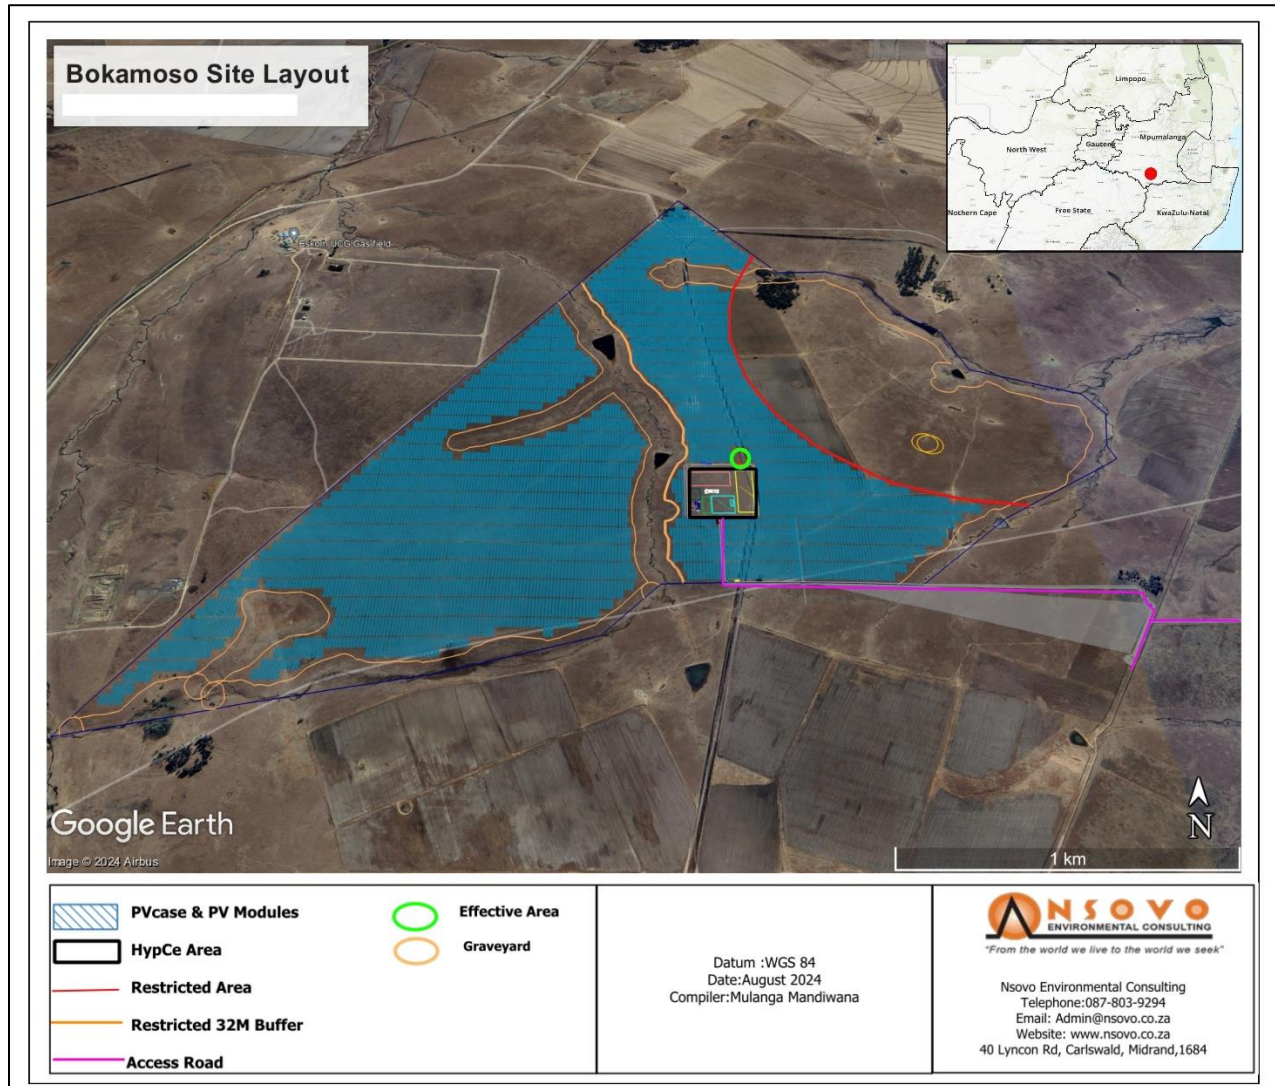 Bokamoso Site Layout
Limpopo
Mpumalanga
North West
Gauteng
Nothern Cape
Free State
KwaZulu-Natal
Eskom UCG Gasifield
Google Earth
Image © 2024 Airbus
N
1 km
PVcase & PV Modules
HypCe Area
Restricted Area
Restricted 32M Buffer
Access Road
Effective Area
Graveyard
Datum :WGS 84
Date:August 2024
Compiler:Mulanga Mandiwana
NSOVO
ENVIRONMENTAL CONSULTING
"From the world we live to the world we seek"
Nsovo Environmental Consulting
Telephone:087-803-9294
Email: Admin@nsovo.co.za
Website: www.nsovo.co.za
40 Lyncon Rd, Carlswald, Midrand,1684